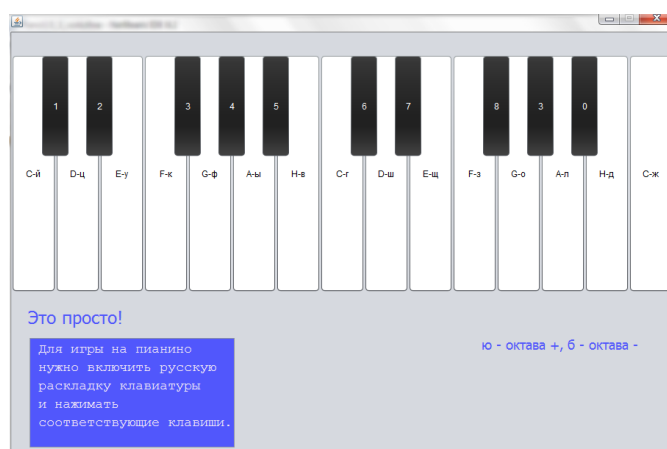 1 2 3 4 5 6 7 8 3 0
С-й D-ц Е-у F-к G-ф А-ы Н-в С-г D-ш Е-щ F-з G-о А-л Н-д С-ж
Это просто!
Для игры на пианино
нужно включить русскую
раскладку клавиатуры
и нажимать
соответствующие клавиши.
ю - октава +, б - октава -